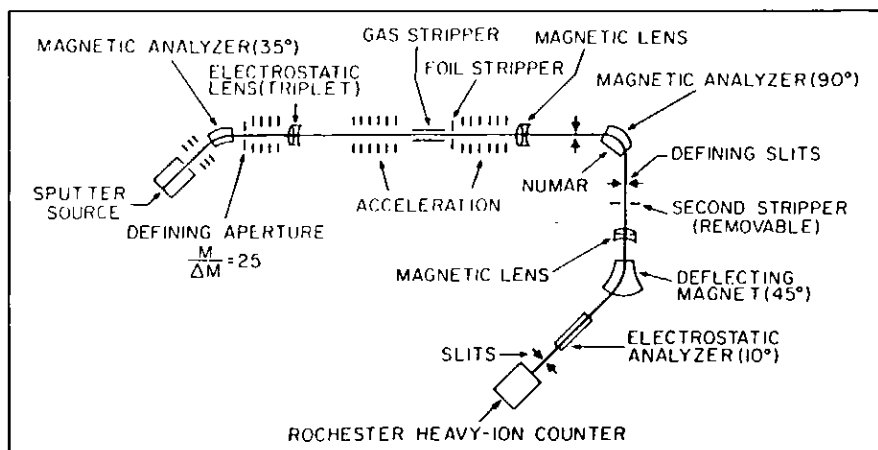 MAGNETIC ANALYZER(35°)
ELECTROSTATIC
LENS(TRIPLET)
GAS STRIPPER
FOIL STRIPPER
MAGNETIC LENS
MAGNETIC ANALYZER(90°)
SPUTTER
SOURCE
DEFINING APERTURE
M
ΔM
=25
ACCELERATION
NUMAR
DEFINING SLITS
SECOND STRIPPER
(REMOVABLE)
MAGNETIC LENS
DEFLECTING
MAGNET(45°)
SLITS
ELECTROSTATIC
ANALYZER(10°)
ROCHESTER HEAVY-ION COUNTER